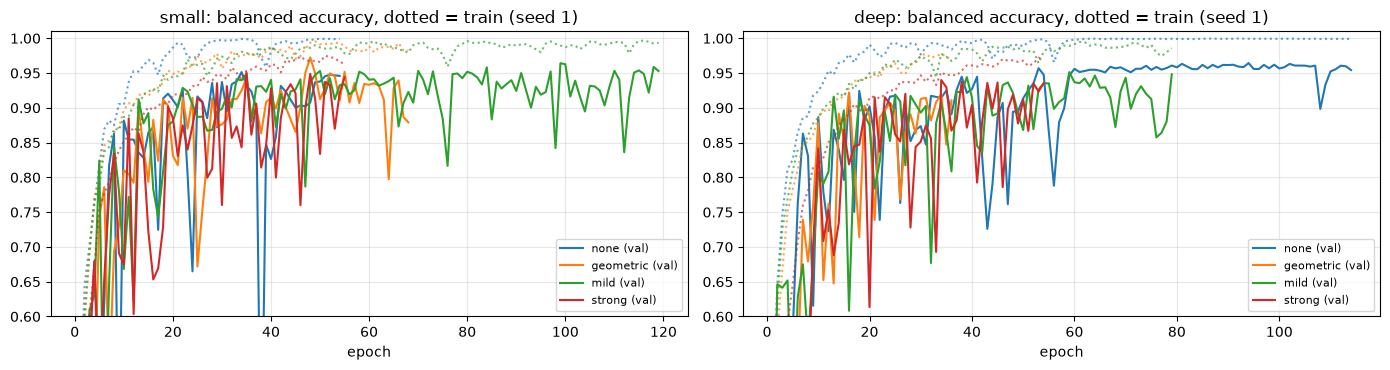 small: balanced accuracy, dotted = train (seed 1)
1.00
0.95
0.90
0.85
0.80
0.75
0.70
0.65
0.60
0
20
40
60
80
100
120
epoch
none (val)
geometric (val)
mild (val)
strong (val)
deep: balanced accuracy, dotted = train (seed 1)
1.00
0.95
0.90
0.85
0.80
0.75
0.70
0.65
0.60
0
20
40
60
80
100
epoch
none (val)
geometric (val)
mild (val)
strong (val)